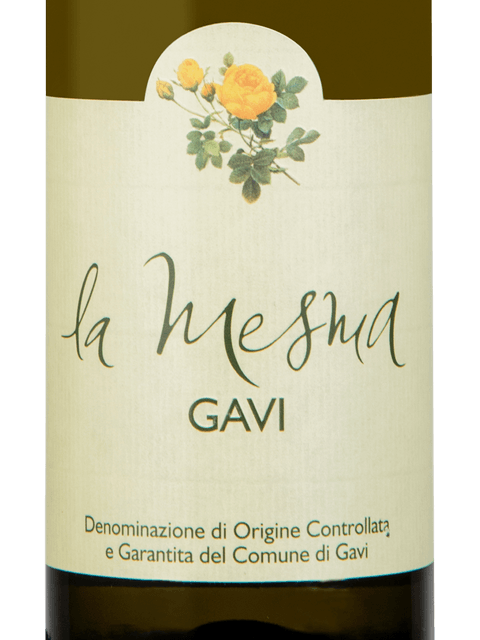 la Mesma
GAVI
Denominazione di Origine Controllata
e Garantita del Comune di Gavi